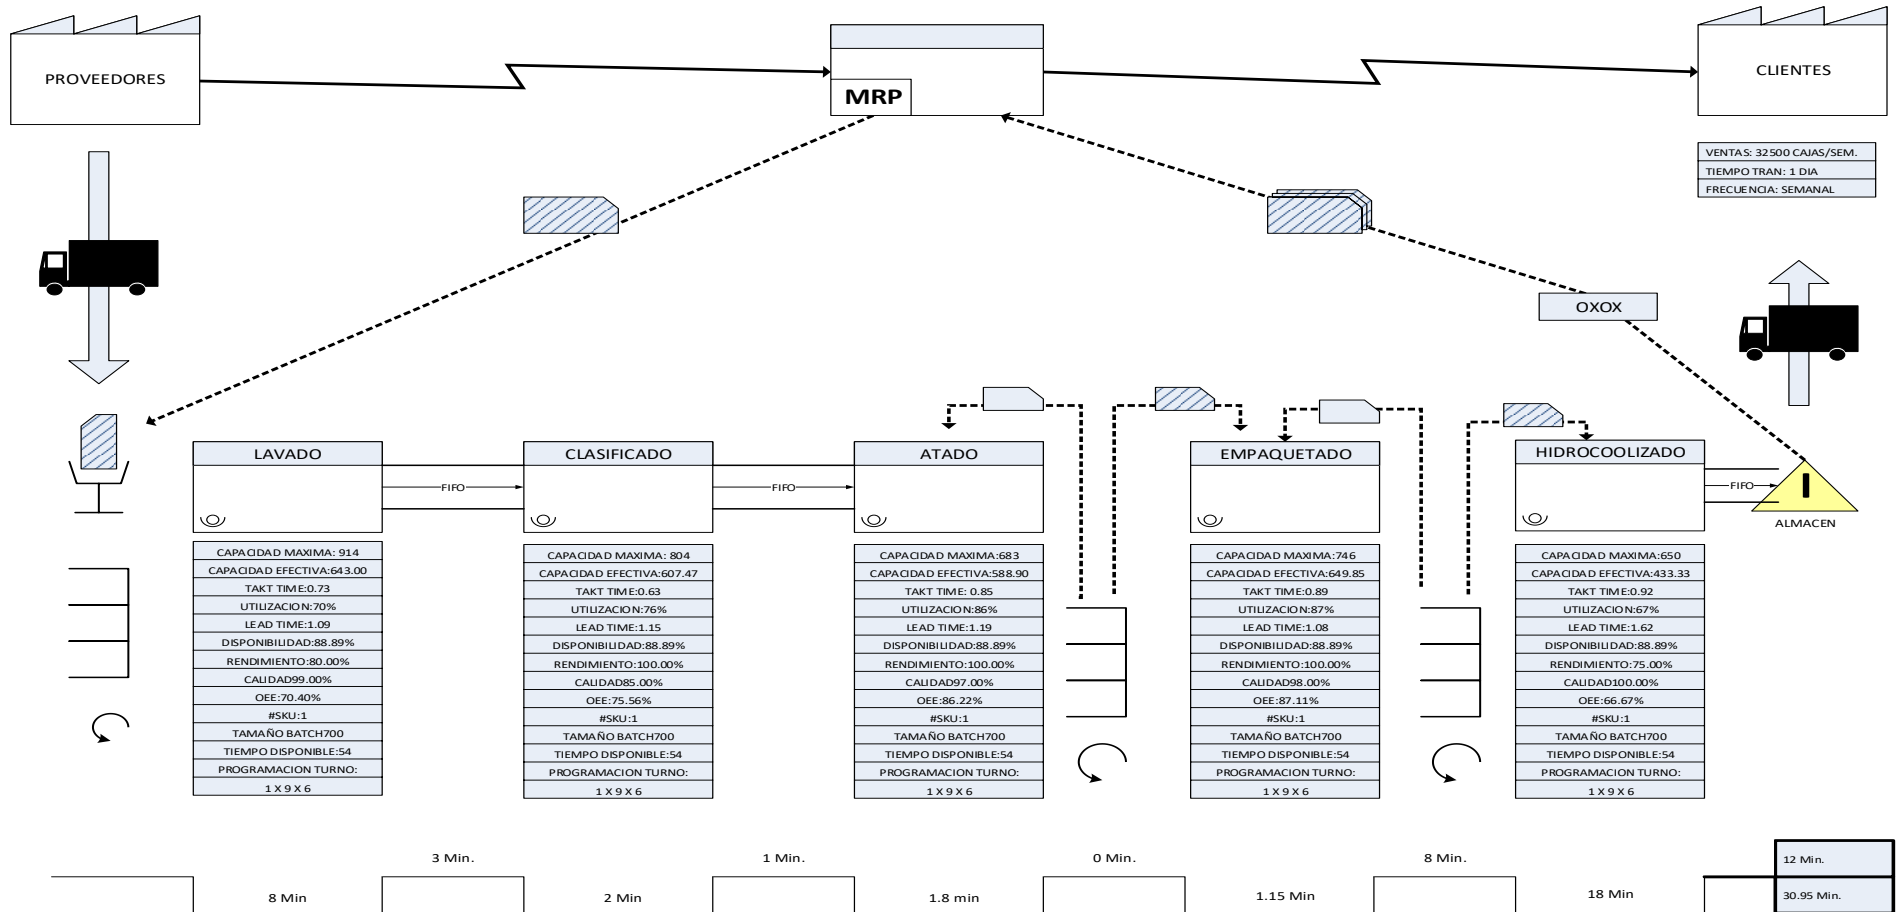 PROVEEDORES
MRP
CLIENTES
VENTAS: 32500 CAJAS/SEM.
TIEMPO TRAN: 1 DIA
FRECUENCIA: SEMANAL
OXOX
LAVADO
FIFO
CLASIFICADO
FIFO
ATADO
EMPAQUETADO
HIDROCOOLIZADO
FIFO
I
ALMACEN
CAPACIDAD MAXIMA: 914
CAPACIDAD EFECTIVA:643.00
TAKT TIME:0.73
UTILIZACION:70%
LEAD TIME:1.09
DISPONIBILIDAD:88.89%
RENDIMIENTO:80.00%
CALIDAD99.00%
OEE:70.40%
#SKU:1
TAMAÑO BATCH700
TIEMPO DISPONIBLE:54
PROGRAMACION TURNO:
1 X 9 X 6
CAPACIDAD MAXIMA: 804
CAPACIDAD EFECTIVA:607.47
TAKT TIME:0.63
UTILIZACION:76%
LEAD TIME:1.15
DISPONIBILIDAD:88.89%
RENDIMIENTO:100.00%
CALIDAD85.00%
OEE:75.56%
#SKU:1
TAMAÑO BATCH700
TIEMPO DISPONIBLE:54
PROGRAMACION TURNO:
1 X 9 X 6
CAPACIDAD MAXIMA:683
CAPACIDAD EFECTIVA:588.90
TAKT TIME: 0.85
UTILIZACION:86%
LEAD TIME:1.19
DISPONIBILIDAD:88.89%
RENDIMIENTO:100.00%
CALIDAD97.00%
OEE:86.22%
#SKU:1
TAMAÑO BATCH700
TIEMPO DISPONIBLE:54
PROGRAMACION TURNO:
1 X 9 X 6
CAPACIDAD MAXIMA:746
CAPACIDAD EFECTIVA:649.85
TAKT TIME:0.89
UTILIZACION:87%
LEAD TIME:1.08
DISPONIBILIDAD:88.89%
RENDIMIENTO:100.00%
CALIDAD98.00%
OEE:87.11%
#SKU:1
TAMAÑO BATCH700
TIEMPO DISPONIBLE:54
PROGRAMACION TURNO:
1 X 9 X 6
CAPACIDAD MAXIMA:650
CAPACIDAD EFECTIVA:433.33
TAKT TIME:0.92
UTILIZACION:67%
LEAD TIME:1.62
DISPONIBILIDAD:88.89%
RENDIMIENTO:75.00%
CALIDAD100.00%
OEE:66.67%
#SKU:1
TAMAÑO BATCH700
TIEMPO DISPONIBLE:54
PROGRAMACION TURNO:
1 X 9 X 6
3 Min.
1 Min.
0 Min.
8 Min.
12 Min.
8 Min
2 Min
1.8 min
1.15 Min
18 Min
30.95 Min.